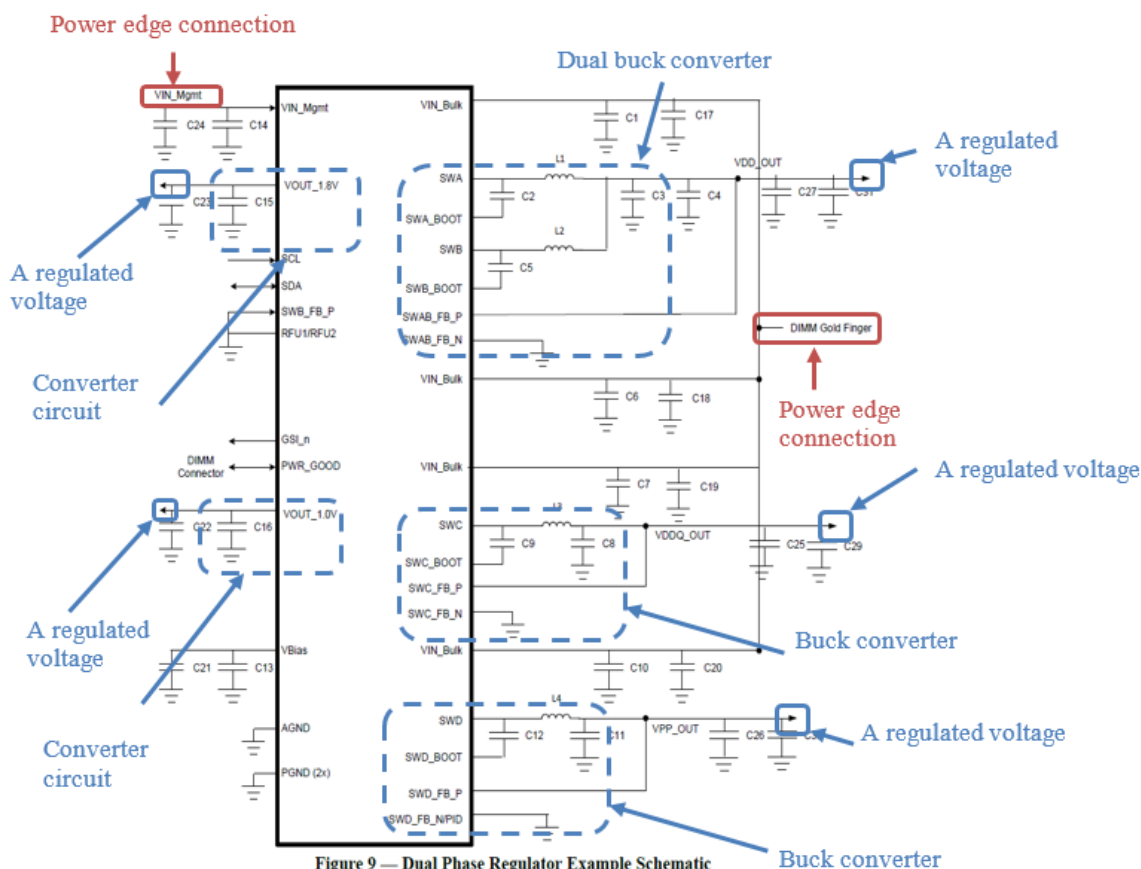 Power edge connection
Dual buck converter
VIN_Mgmt
VIN_Mgmt
C24
C14
VIN_Bulk
C1
C17
A regulated
voltage
VOUT_1.8V
C23
C15
SWA
L1
VDD_OUT
C2
C3
C4
C27
C31
SWA_BOOT
SWB
L2
C5
SWB_BOOT
A regulated
voltage
SCL
SDA
SWB_FB_P
RFU1/RFU2
SWAB_FB_P
SWAB_FB_N
DIMM Gold Finger
Converter
circuit
VIN_Bulk
C6
C18
Power edge
connection
GSI_n
DIMM
Connector
PWR_GOOD
VIN_Bulk
C7
C19
A regulated voltage
VOUT_1.0V
C22
C16
SWC
L3
VDDQ_OUT
C9
C8
C25
C29
SWC_BOOT
SWC_FB_P
SWC_FB_N
A regulated
voltage
Buck converter
VBias
C21
C13
VIN_Bulk
C10
C20
AGND
SWD
L4
VPP_OUT
C12
C11
C26
A regulated voltage
SWD_BOOT
Converter
circuit
PGND (2x)
SWD_FB_P
SWD_FB_N/PID
Buck converter
Figure 9 — Dual Phase Regulator Example Schematic